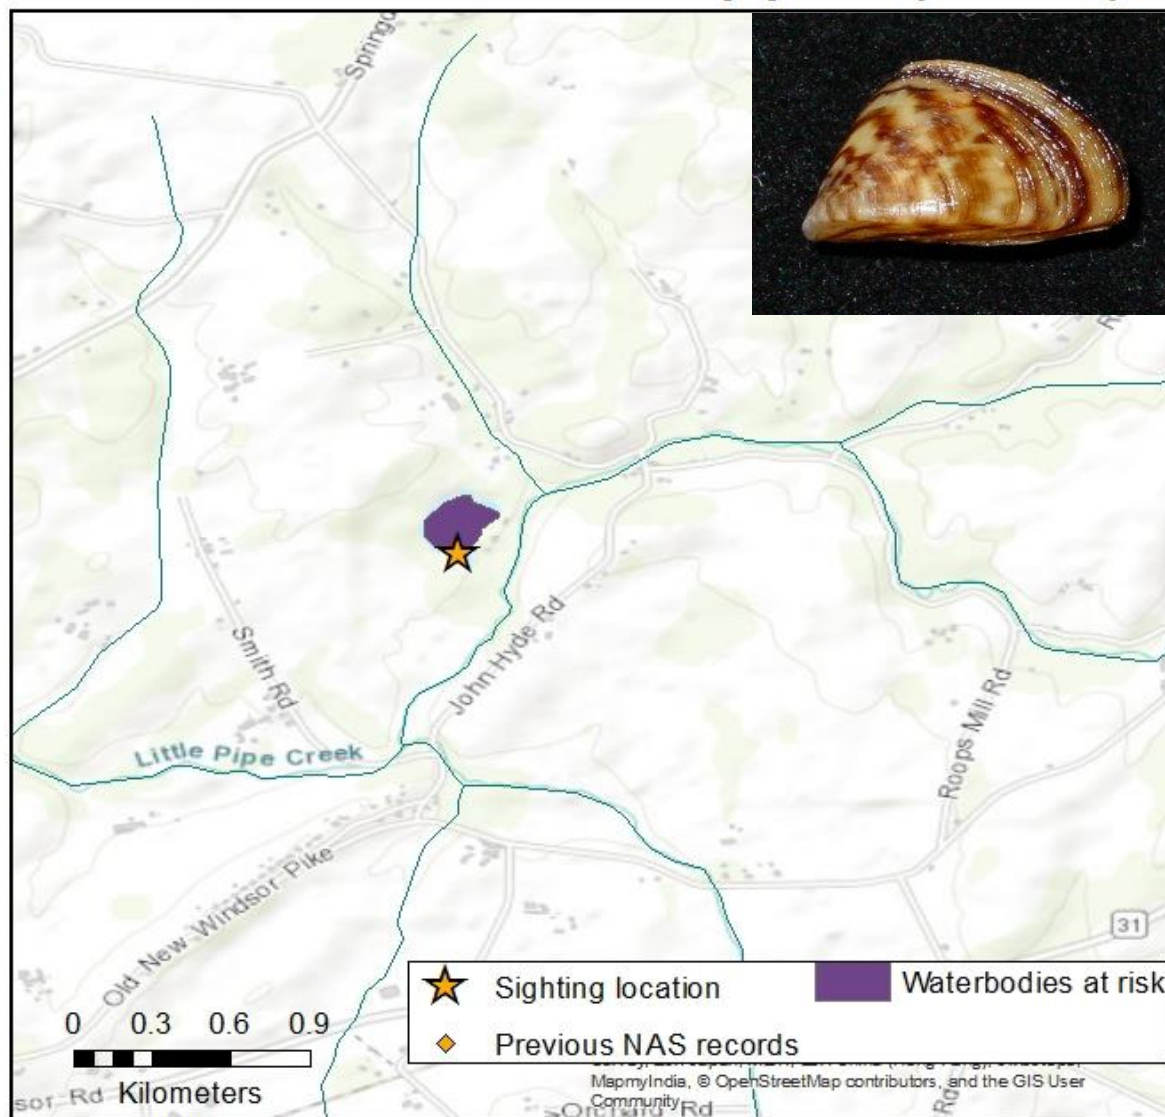 Smith Rd
John Hyde Rd
Little Pipe Creek
Roops Mill Rd
Old New Windsor Pike
31
Sighting location
Waterbodies at risk
Previous NAS records
0 0.3 0.6 0.9
Kilometers
MapmyIndia, © OpenStreetMap contributors, and the GIS User
Community
Orchard Rd
Rd